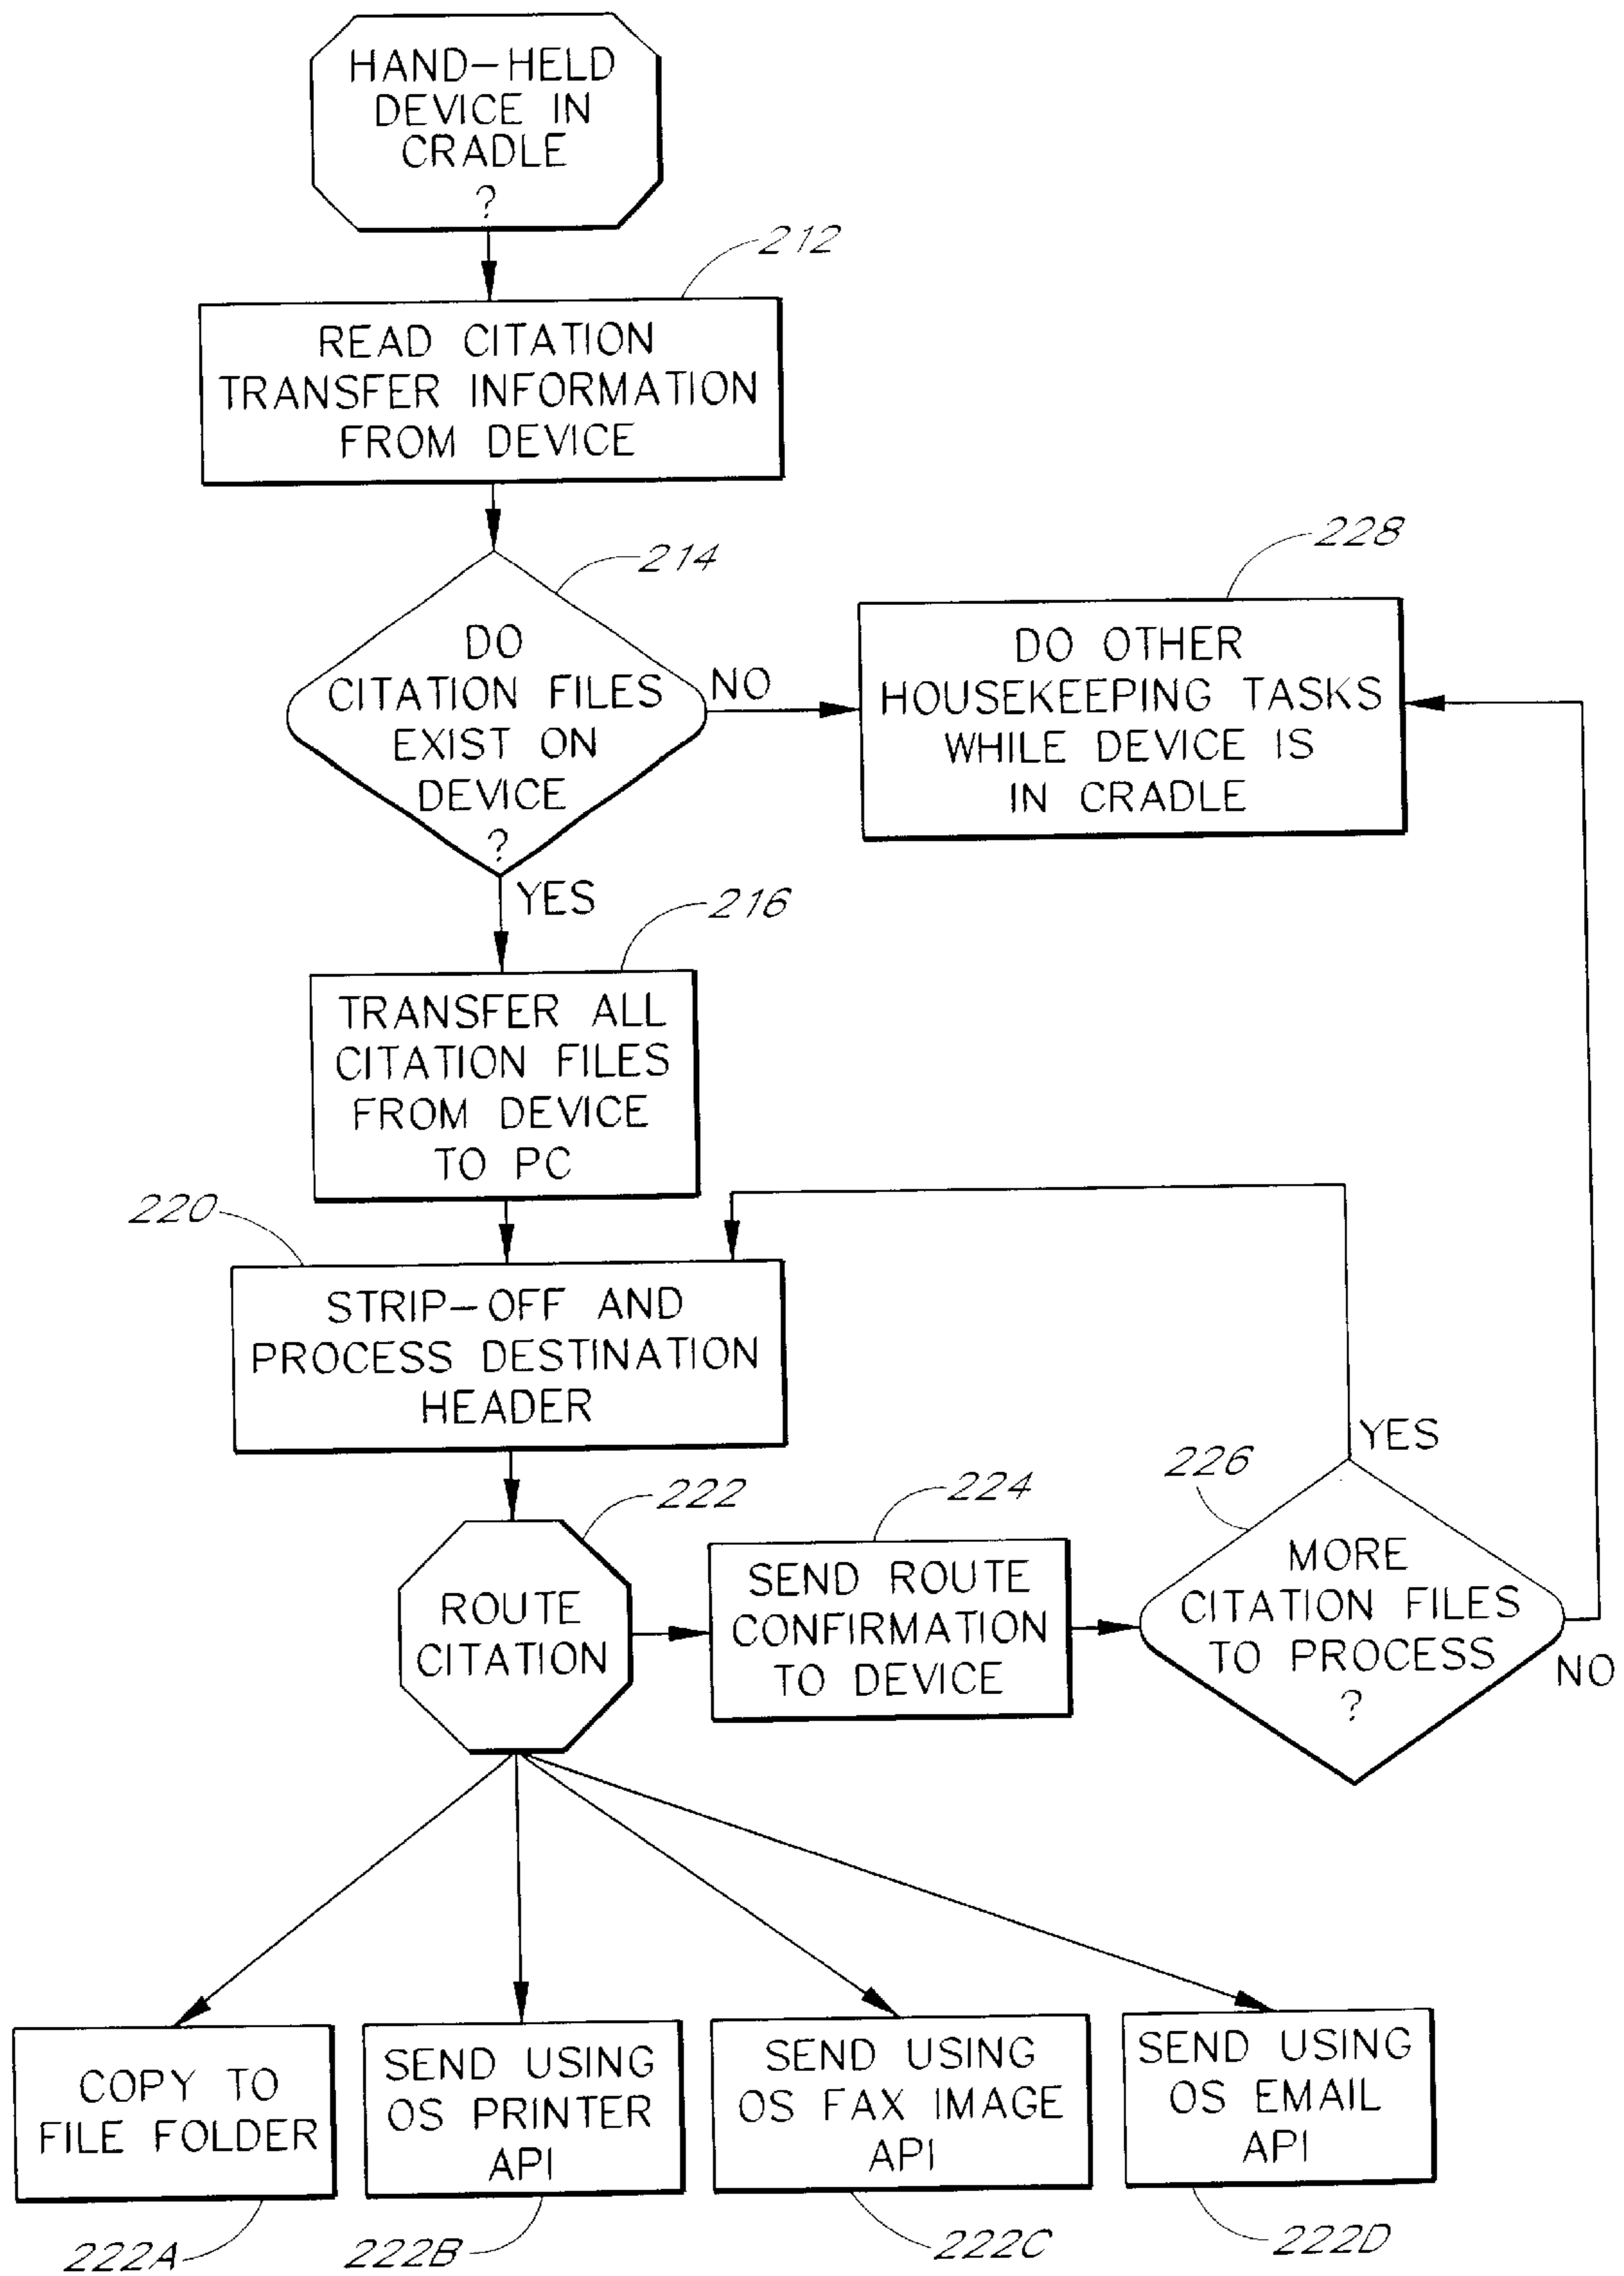 HAND-HELD
DEVICE IN
CRADLE
?
212
READ CITATION
TRANSFER INFORMATION
FROM DEVICE
214
DO
CITATION FILES
EXIST ON
DEVICE
?
NO
228
DO OTHER
HOUSEKEEPING TASKS
WHILE DEVICE IS
IN CRADLE
YES
216
TRANSFER ALL
CITATION FILES
FROM DEVICE
TO PC
220
STRIP-OFF AND
PROCESS DESTINATION
HEADER
222
ROUTE
CITATION
224
SEND ROUTE
CONFIRMATION
TO DEVICE
226
MORE
CITATION FILES
TO PROCESS
?
YES
NO
COPY TO
FILE FOLDER
222A
SEND USING
OS PRINTER
API
222B
SEND USING
OS FAX IMAGE
API
222C
SEND USING
OS EMAIL
API
222D